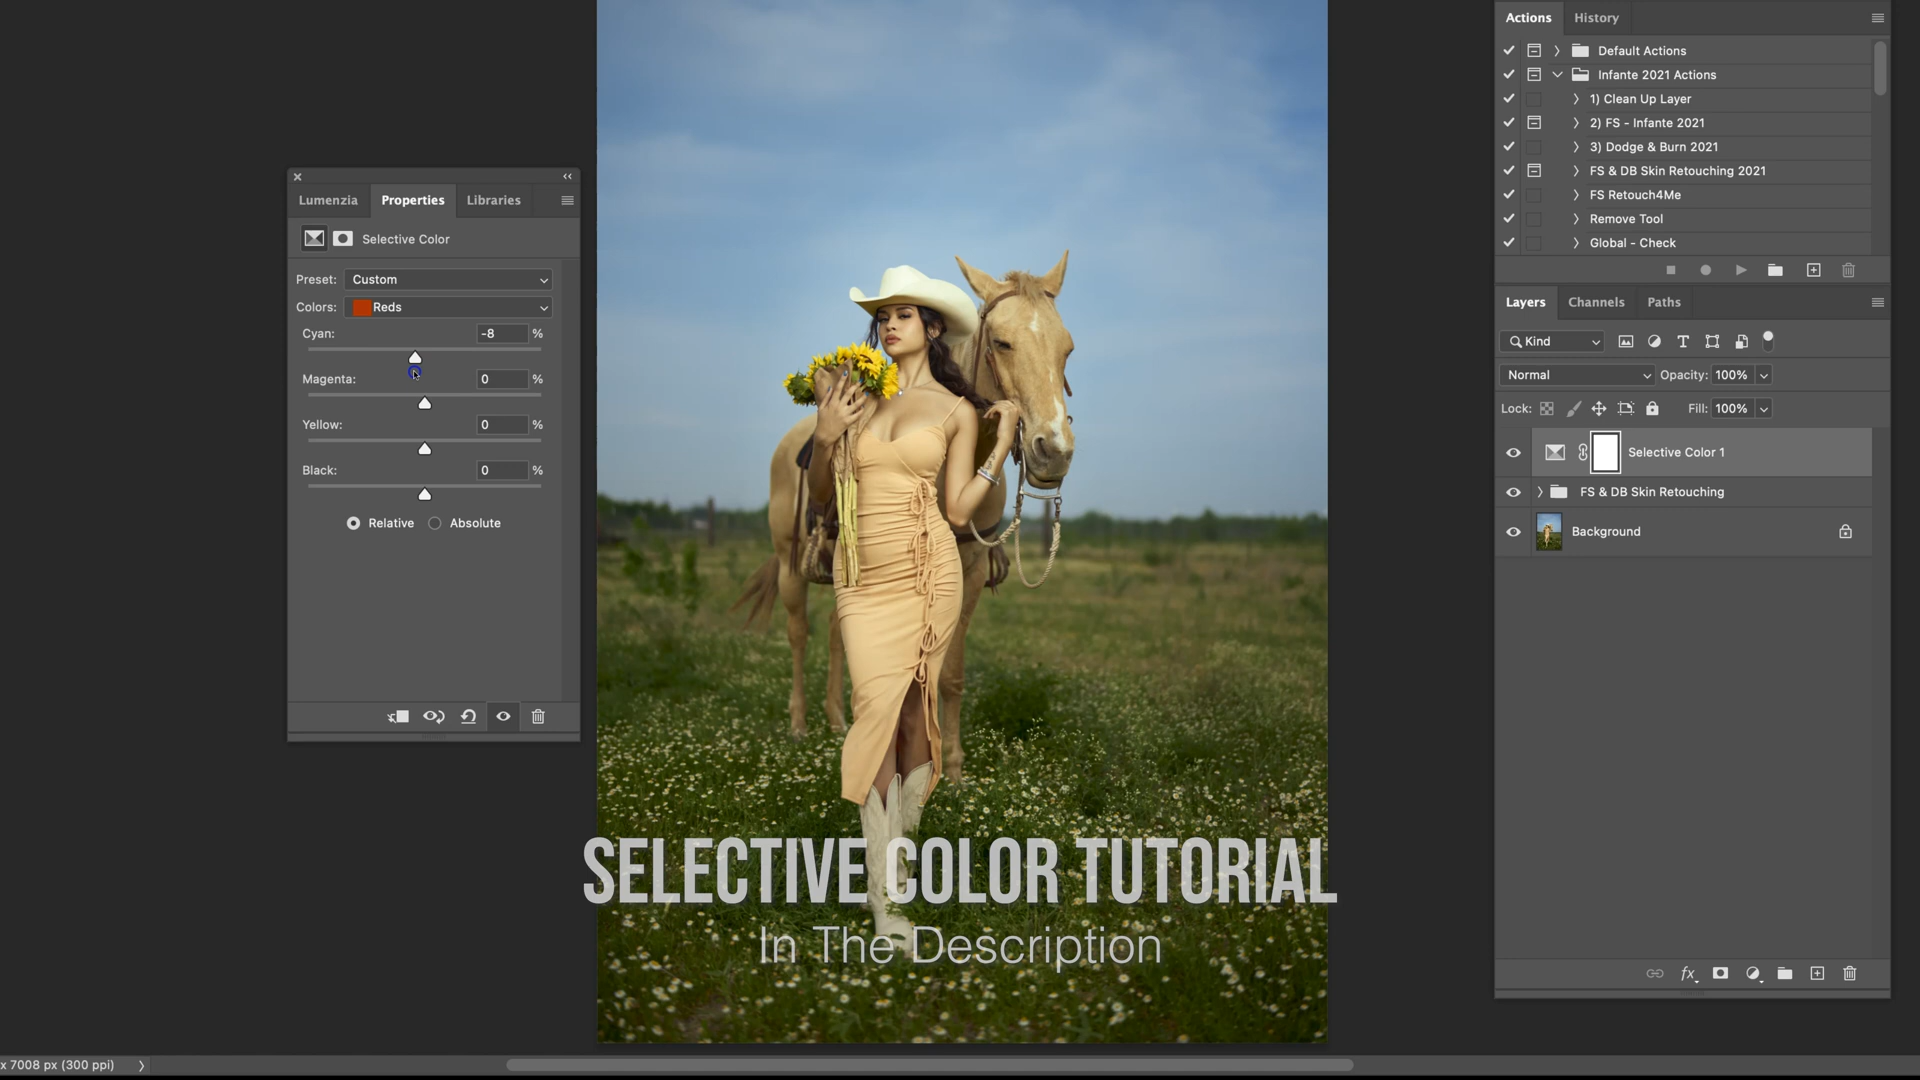 Actions History
Default Actions
Infante 2021 Actions
1) Clean Up Layer
2) FS - Infante 2021
3) Dodge & Burn 2021
FS & DB Skin Retouching 2021
FS Retouch4Me
Remove Tool
Global - Check
Lumenzia Properties Libraries
Selective Color
Preset: Custom
Colors: Reds
Cyan: -8 %
Magenta: 0 %
Yellow: 0 %
Black: 0 %
Relative Absolute
Layers Channels Paths
Kind
Normal Opacity: 100%
Lock: Fill: 100%
Selective Color 1
FS & DB Skin Retouching
Background
fx
SELECTIVE COLOR TUTORIAL
In The Description
x 7008 px (300 ppi)